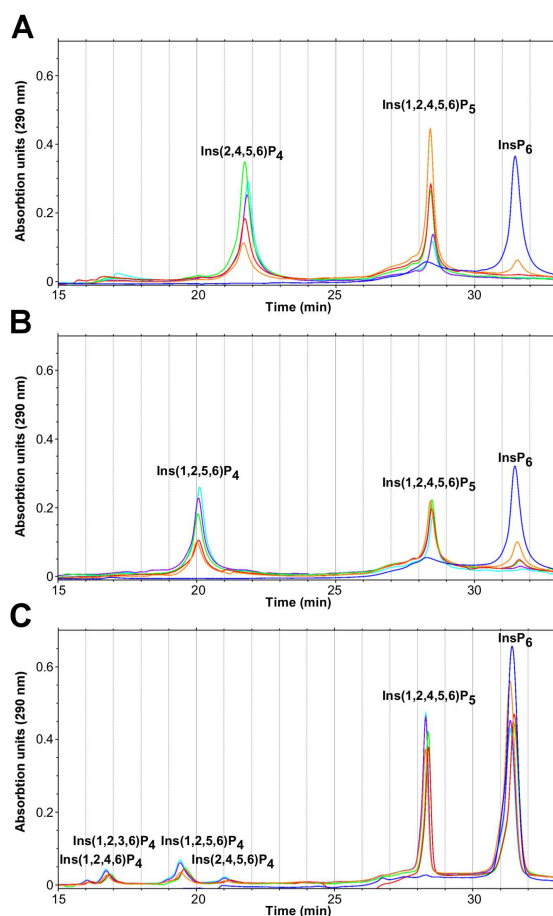 A
Absorbtion units (290 nm)
0.6
0.4
0.2
0
Ins(2,4,5,6)P4
Ins(1,2,4,5,6)P5
InsP6
15
20
25
30
Time (min)
B
Absorbtion units (290 nm)
0.6
0.4
0.2
0
Ins(1,2,5,6)P4
Ins(1,2,4,5,6)P5
InsP6
15
20
25
30
Time (min)
C
Absorbtion units (290 nm)
0.6
0.4
0.2
0
InsP6
Ins(1,2,4,5,6)P5
Ins(1,2,3,6)P4
Ins(1,2,5,6)P4
Ins(1,2,4,6)P4
Ins(2,4,5,6)P4
15
20
25
30
Time (min)